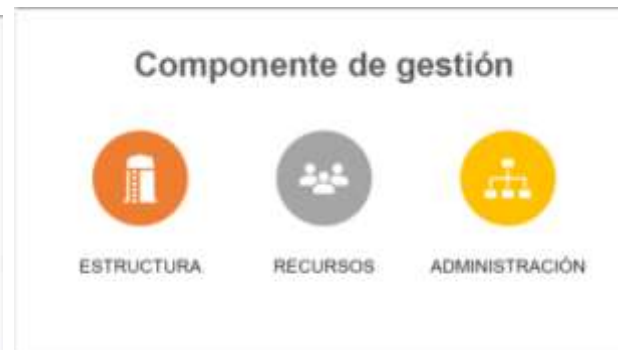 Componente de gestión
ESTRUCTURA
RECURSOS
ADMINISTRACIÓN